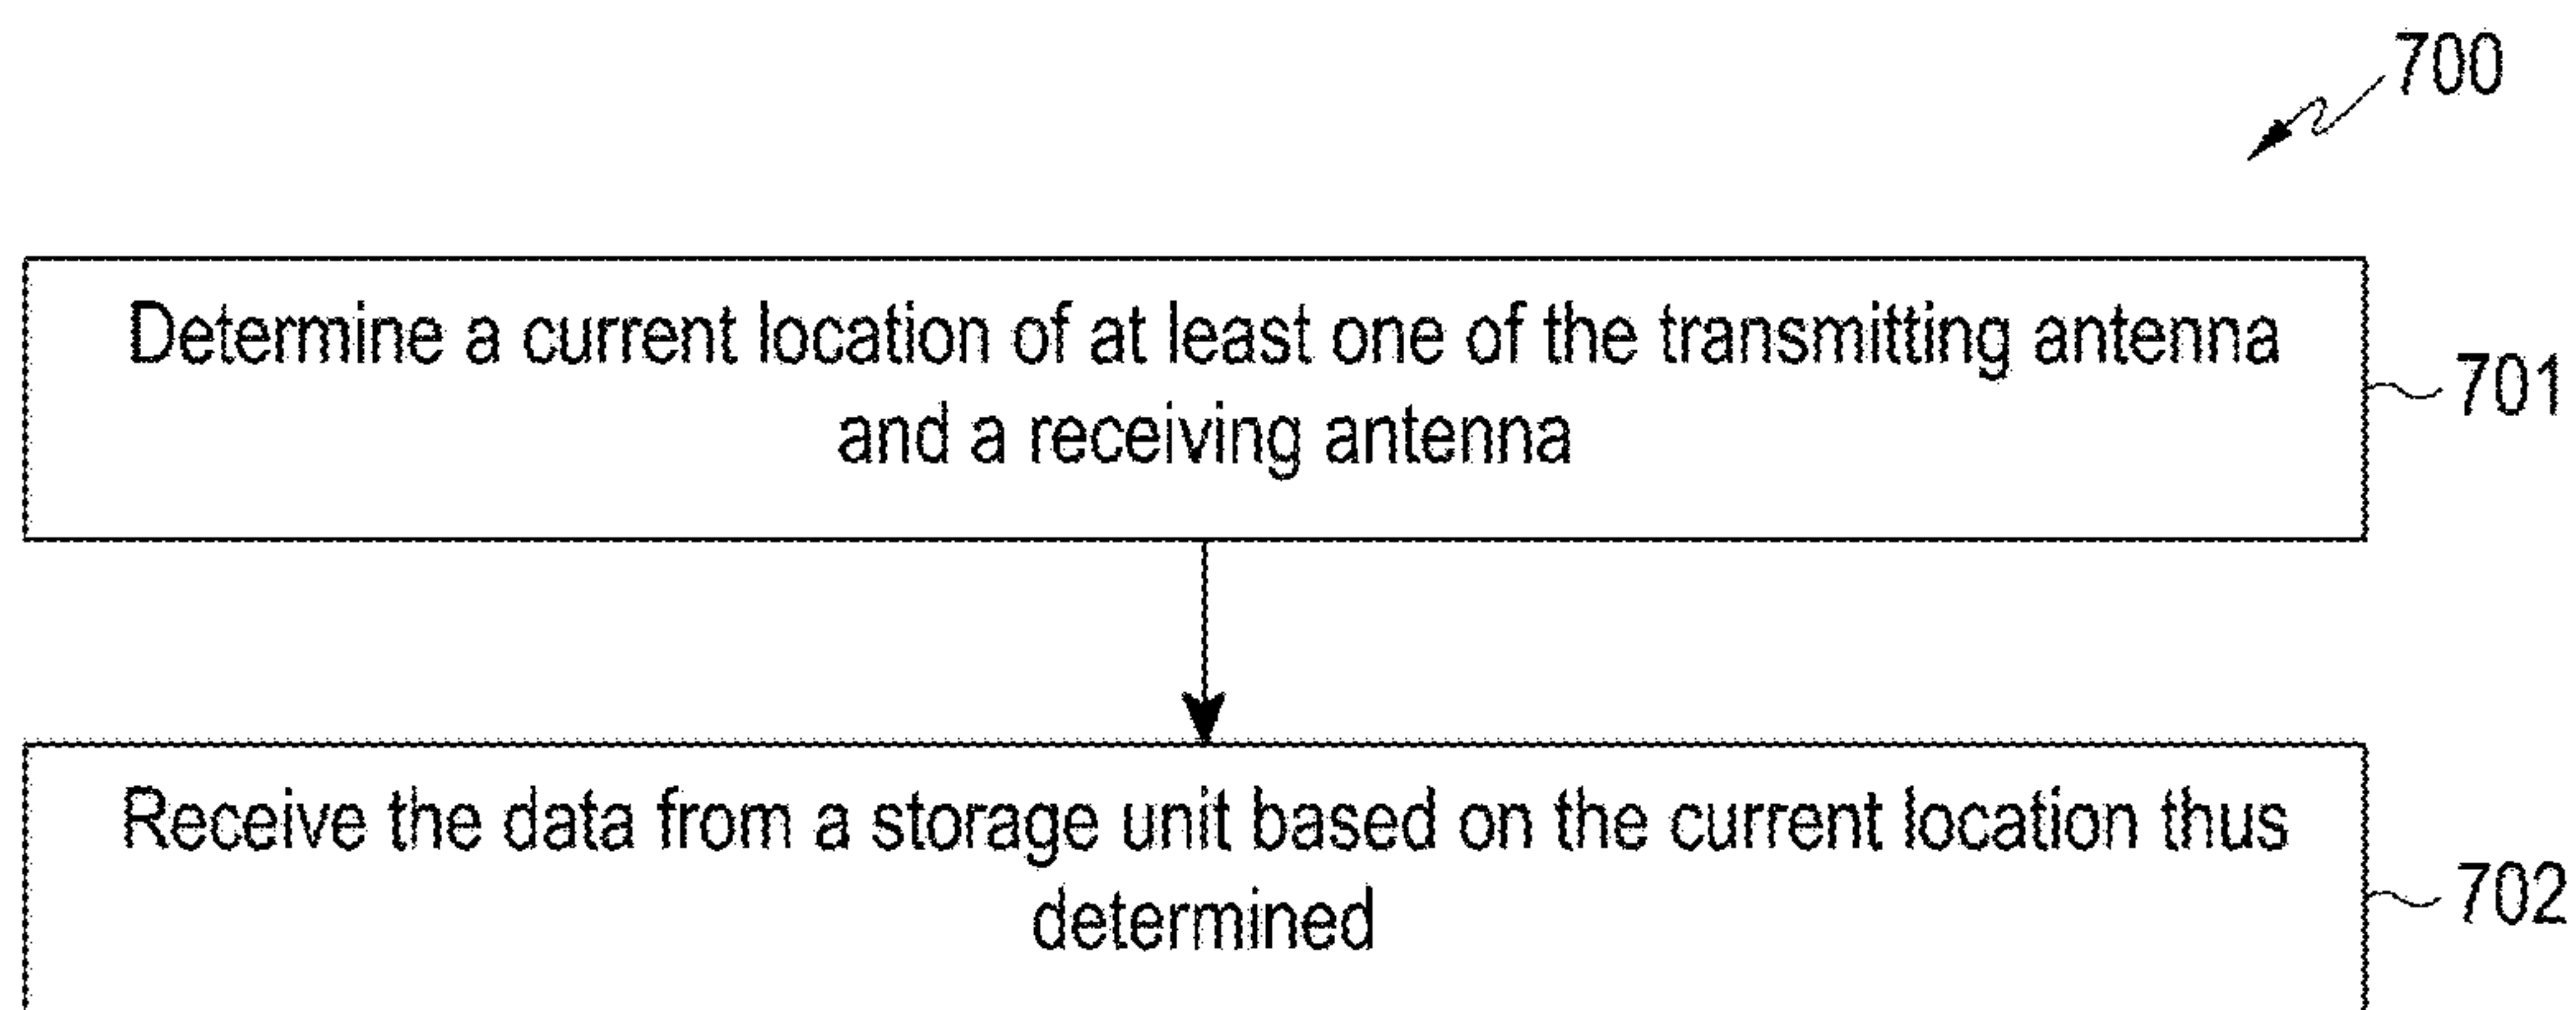 700
Determine a current location of at least one of the transmitting antenna
and a receiving antenna
701
Receive the data from a storage unit based on the current location thus
determined
702